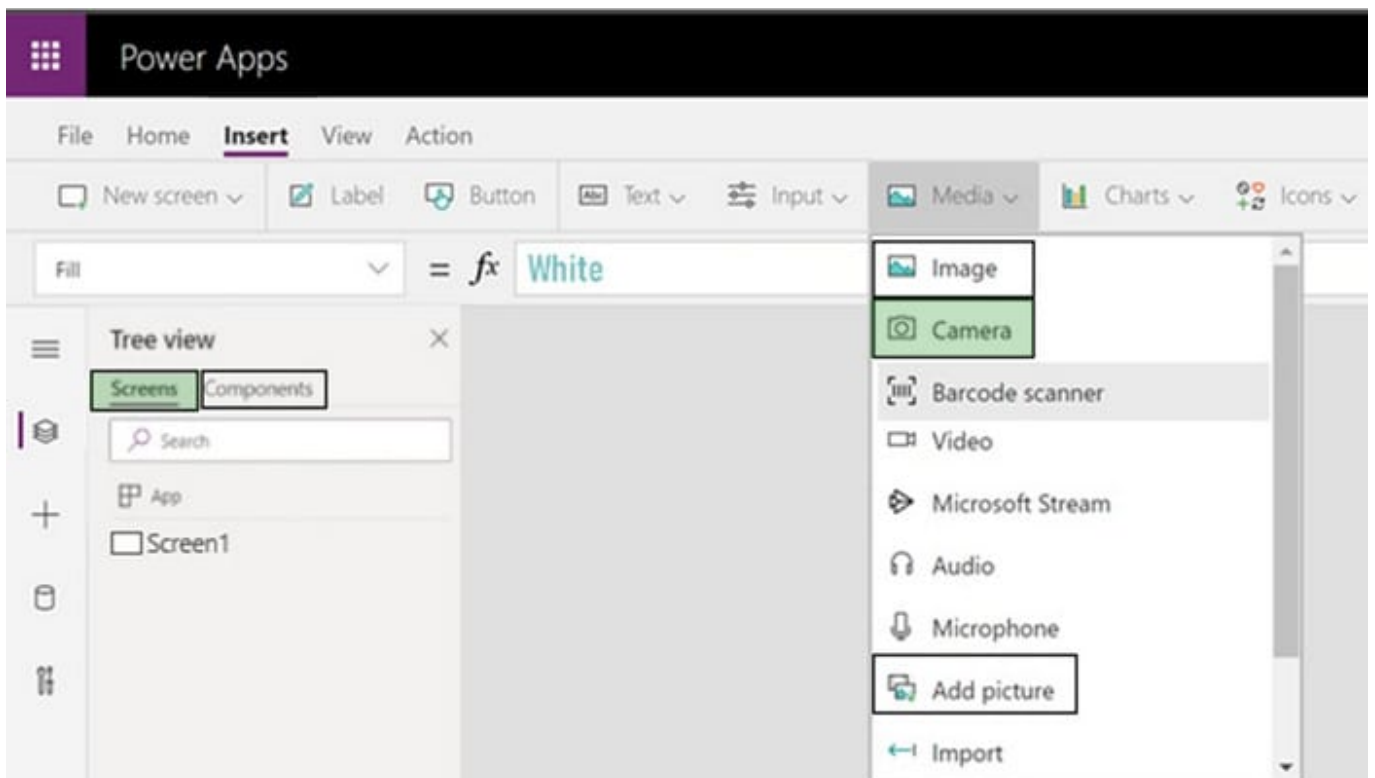 Power Apps
File Home Insert View Action
New screen Label Button Text Input Media Charts Icons
Fill = fx White
Image
Tree view
Camera
Screens Components
Barcode scanner
Search
Video
App
Microsoft Stream
Screen1
Audio
Microphone
Add picture
Import